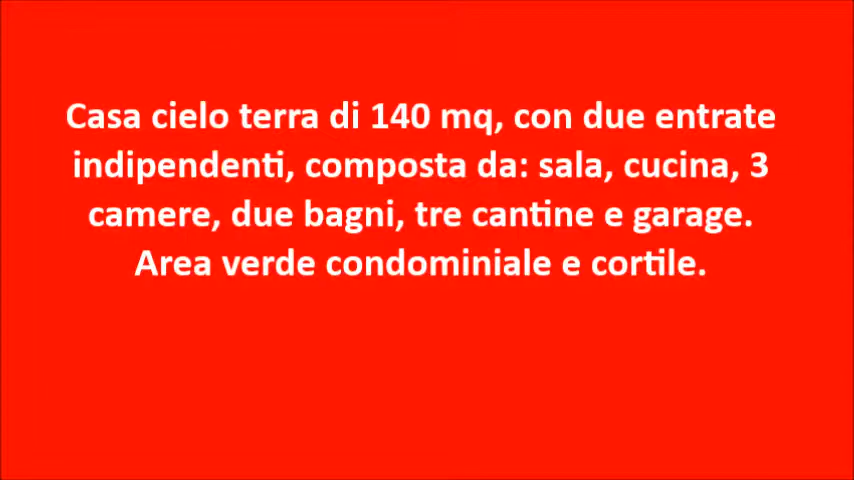 Casa cielo terra di 140 mq, con due entrate
indipendenti, composta da: sala, cucina, 3
camere, due bagni, tre cantine e garage.
Area verde condominiale e cortile.